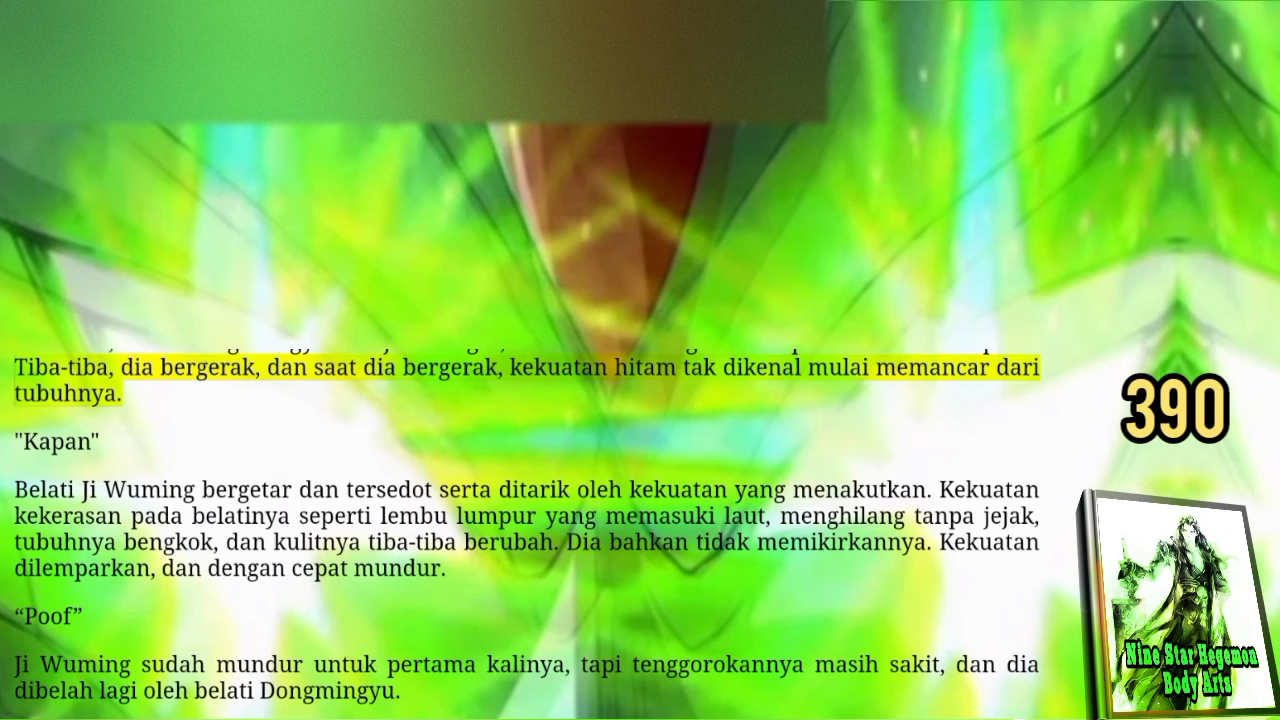 Tiba-tiba, dia bergerak, dan saat dia bergerak, kekuatan hitam tak dikenal mulai memancar dari
tubuhnya.
"Kapan"
Belati Ji Wuming bergetar dan tersedot serta ditarik oleh kekuatan yang menakutkan. Kekuatan
kekerasan pada belatinya seperti lembu lumpur yang memasuki laut, menghilang tanpa jejak,
tubuhnya bengkok, dan kulitnya tiba-tiba berubah. Dia bahkan tidak memikirkannya. Kekuatan
dilemparkan, dan dengan cepat mundur.
“Poof”
Ji Wuming sudah mundur untuk pertama kalinya, tapi tenggorokannya masih sakit, dan dia
dibelah lagi oleh belati Dongmingyu.
390
Nine Star Hegemon
Body Arts